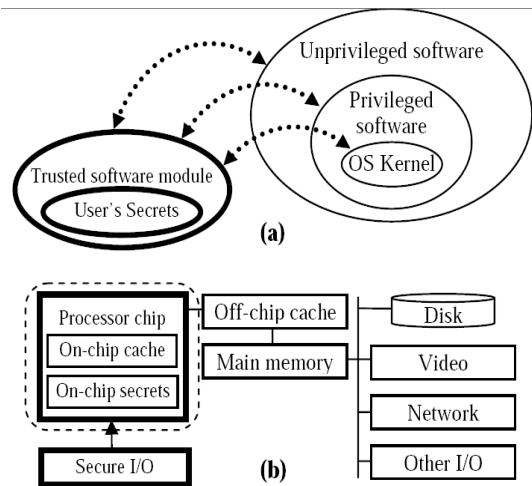 Unprivileged software
Privileged
software
OS Kernel
Trusted software module
User's Secrets
(a)
Processor chip
On-chip cache
On-chip secrets
Secure I/O
Off-chip cache
Main memory
Disk
Video
Network
Other I/O
(b)